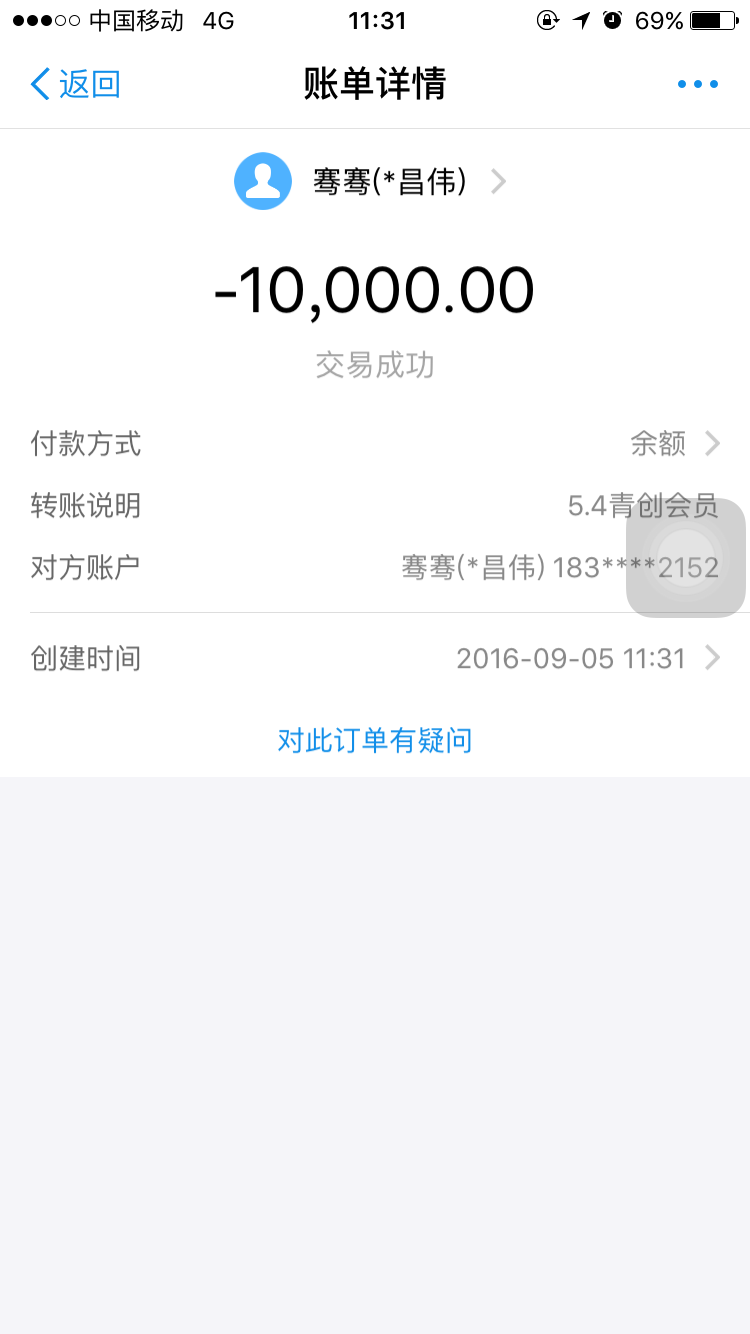 中国移动 4G 11:31 69%
返回 账单详情
骞骞(*昌伟)
-10,000.00
交易成功
付款方式 余额
转账说明 5.4青创会员
对方账户 骞骞(*昌伟) 183****2152
创建时间 2016-09-05 11:31
对此订单有疑问